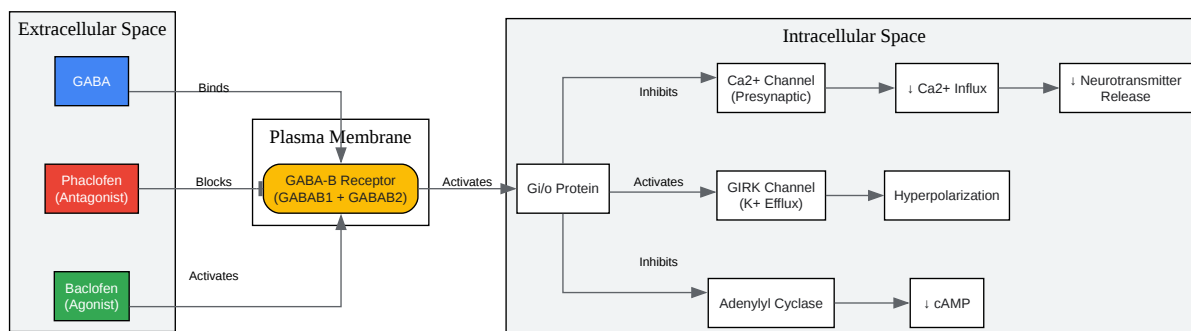 Extracellular Space
GABA
Binds
Phaclofen
(Antagonist)
Blocks
Baclofen
(Agonist)
Activates
Plasma Membrane
GABA-B Receptor
(GABAB1 + GABAB2)
Activates
Intracellular Space
Gi/o Protein
Inhibits
Ca2+ Channel
(Presynaptic)
↓ Ca2+ Influx
↓ Neurotransmitter
Release
Activates
GIRK Channel
(K+ Efflux)
Hyperpolarization
Inhibits
Adenylyl Cyclase
↓ cAMP